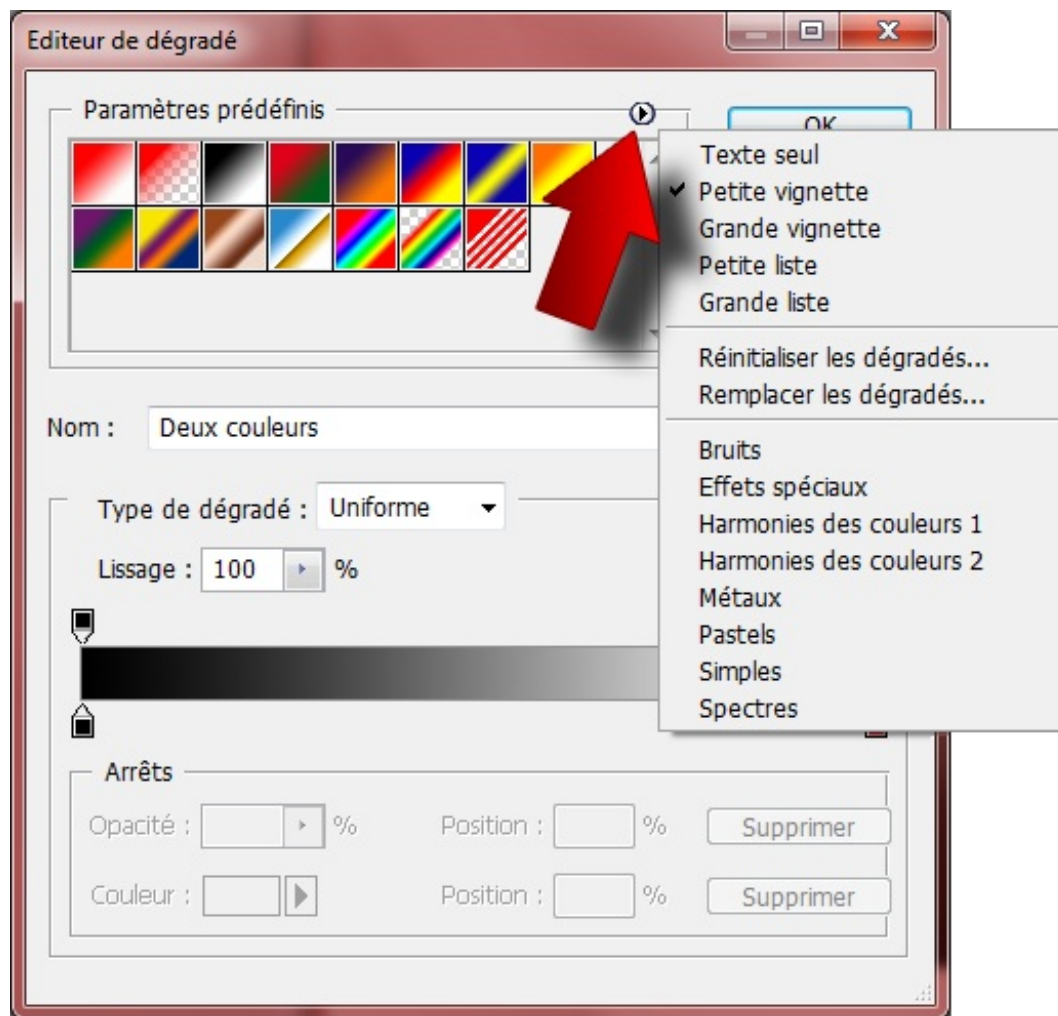 Editeur de dégradé
Paramètres prédéfinis
OK
Texte seul
Petite vignette
Grande vignette
Petite liste
Grande liste
Réinitialiser les dégradés...
Remplacer les dégradés...
Bruits
Effets spéciaux
Harmonies des couleurs 1
Harmonies des couleurs 2
Métaux
Pastels
Simples
Spectres
Nom : Deux couleurs
Type de dégradé : Uniforme
Lissage : 100 %
Arrêts
Opacité : % Position : % Supprimer
Couleur : Position : % Supprimer